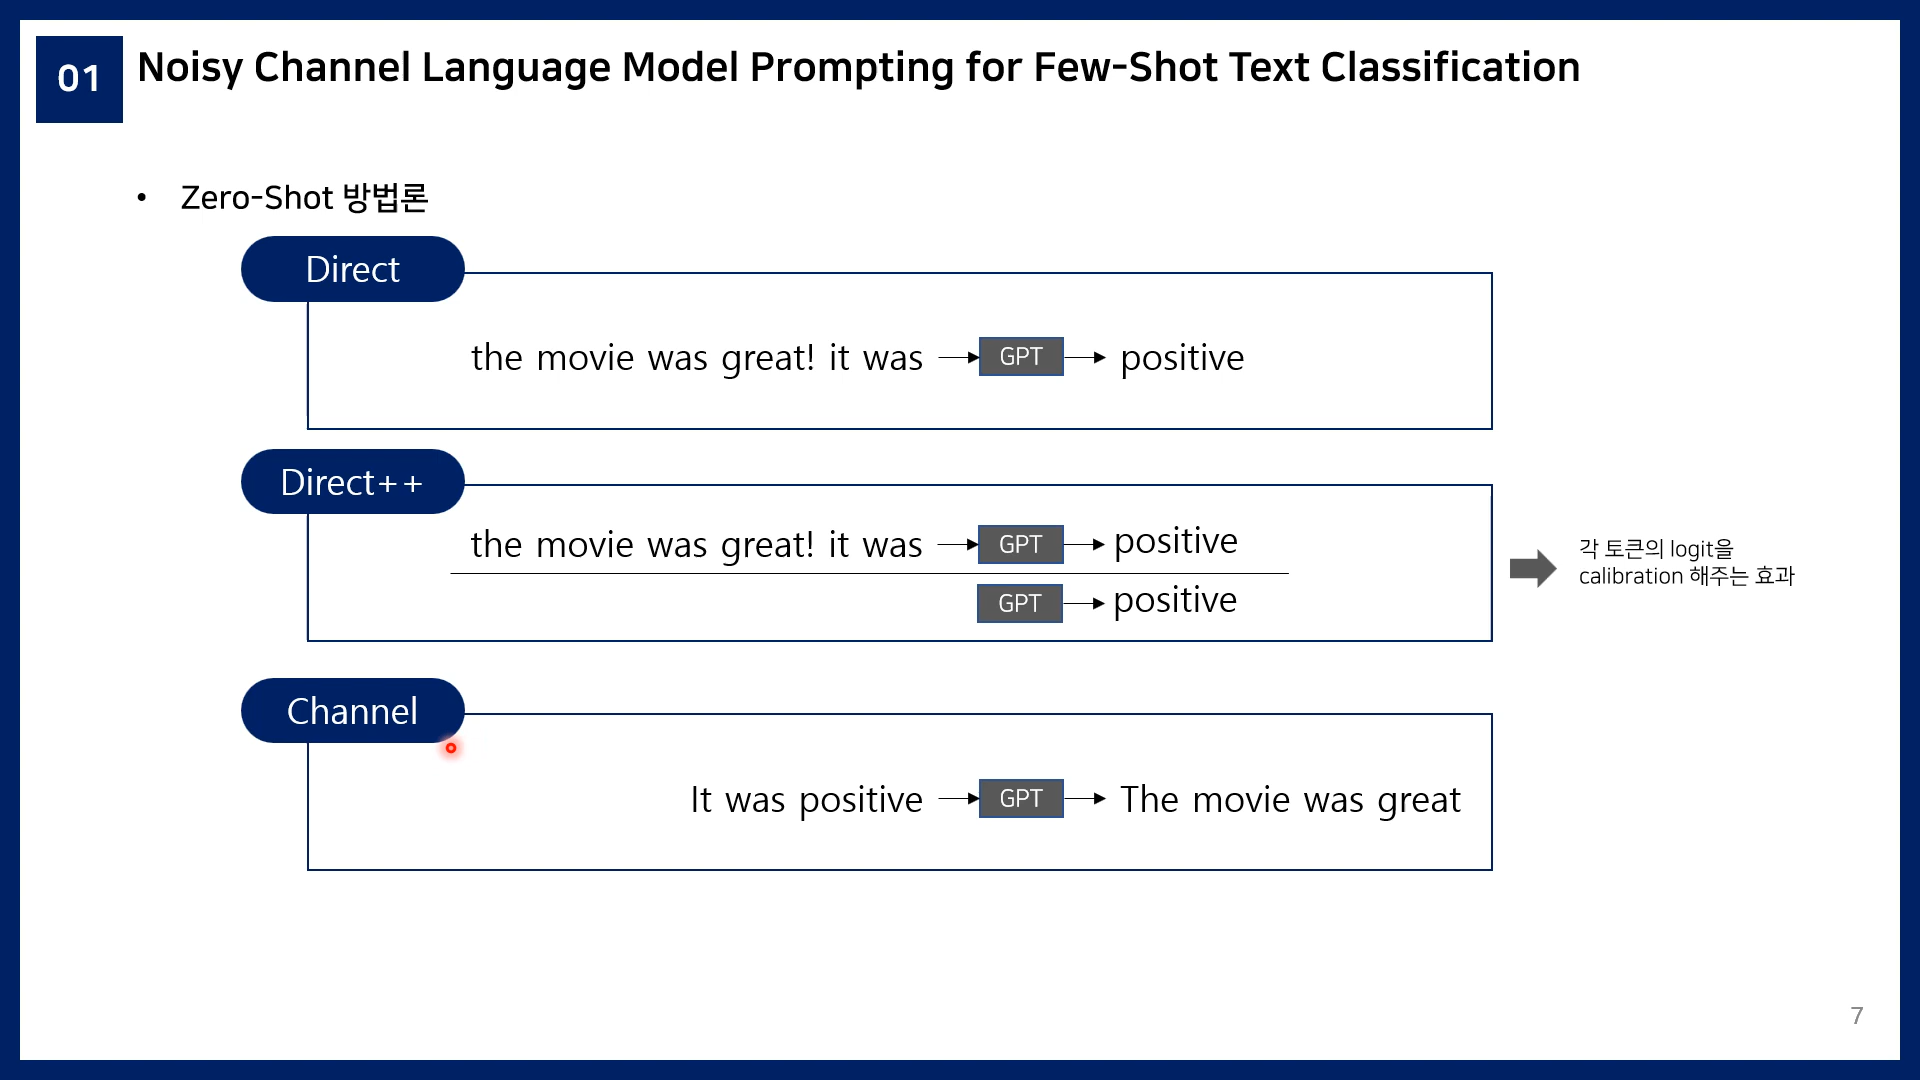 01
Noisy Channel Language Model Prompting for Few-Shot Text Classification
• Zero-Shot 방법론
Direct
the movie was great! it was GPT positive
Direct++
the movie was great! it was GPT positive
GPT positive
각 토큰의 logit을
calibration 해주는 효과
Channel
It was positive GPT The movie was great
7